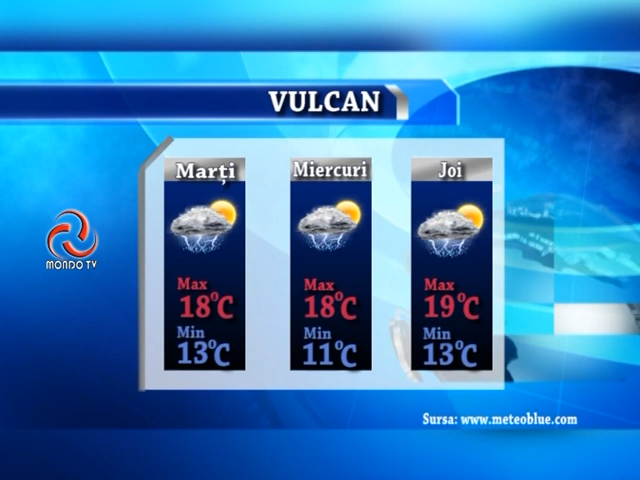 VULCAN
Marți Miercuri Joi
Max Max Max
18°C 18°C 19°C
Min Min Min
13°C 11°C 13°C
MONDO TV
Sursa: www.meteoblue.com